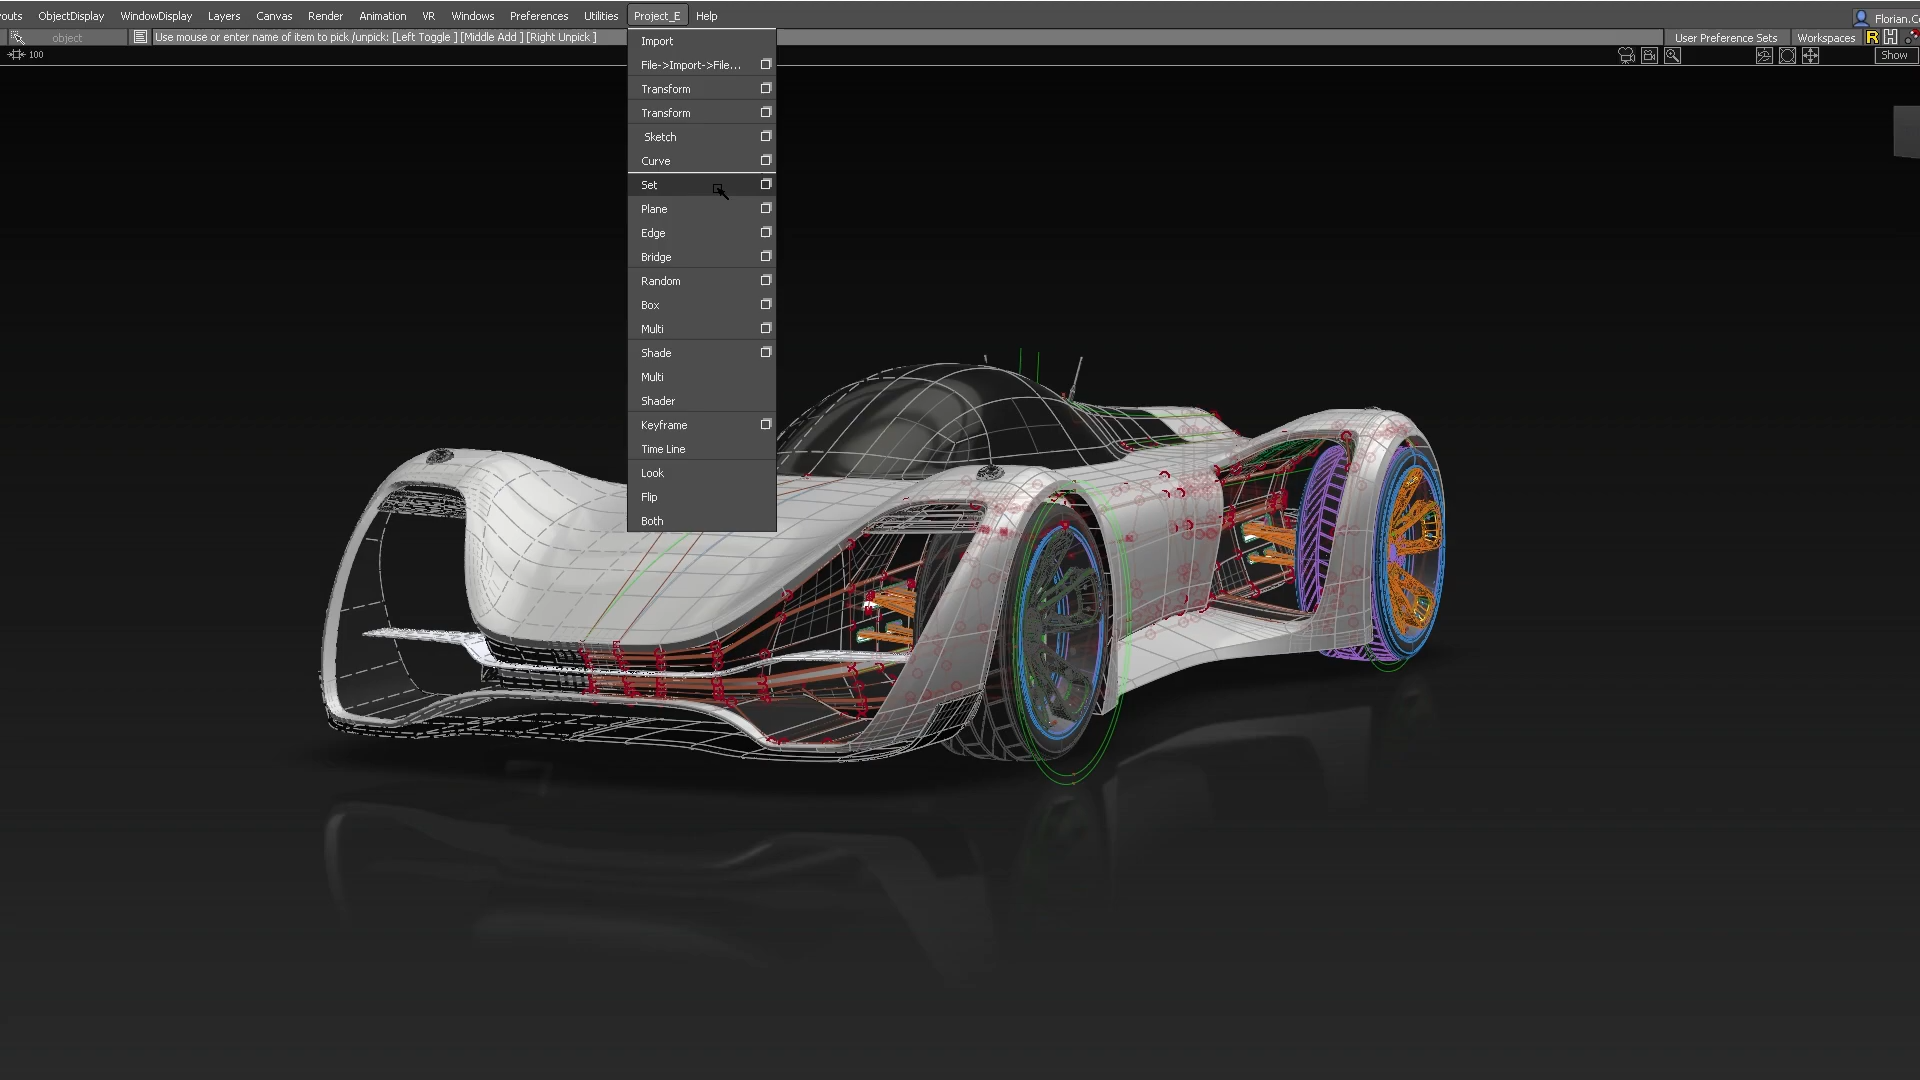 outs ObjectDisplay WindowDisplay Layers Canvas Render Animation VR Windows Preferences Utilities Project_E Help Florian.C
object Use mouse or enter name of item to pick /unpick: [Left Toggle ] [Middle Add ] [Right Unpick ] User Preference Sets Workspaces R H
100 Show
Import
File->Import->File...
Transform
Transform
Sketch
Curve
Set
Plane
Edge
Bridge
Random
Box
Multi
Shade
Multi
Shader
Keyframe
Time Line
Look
Flip
Both